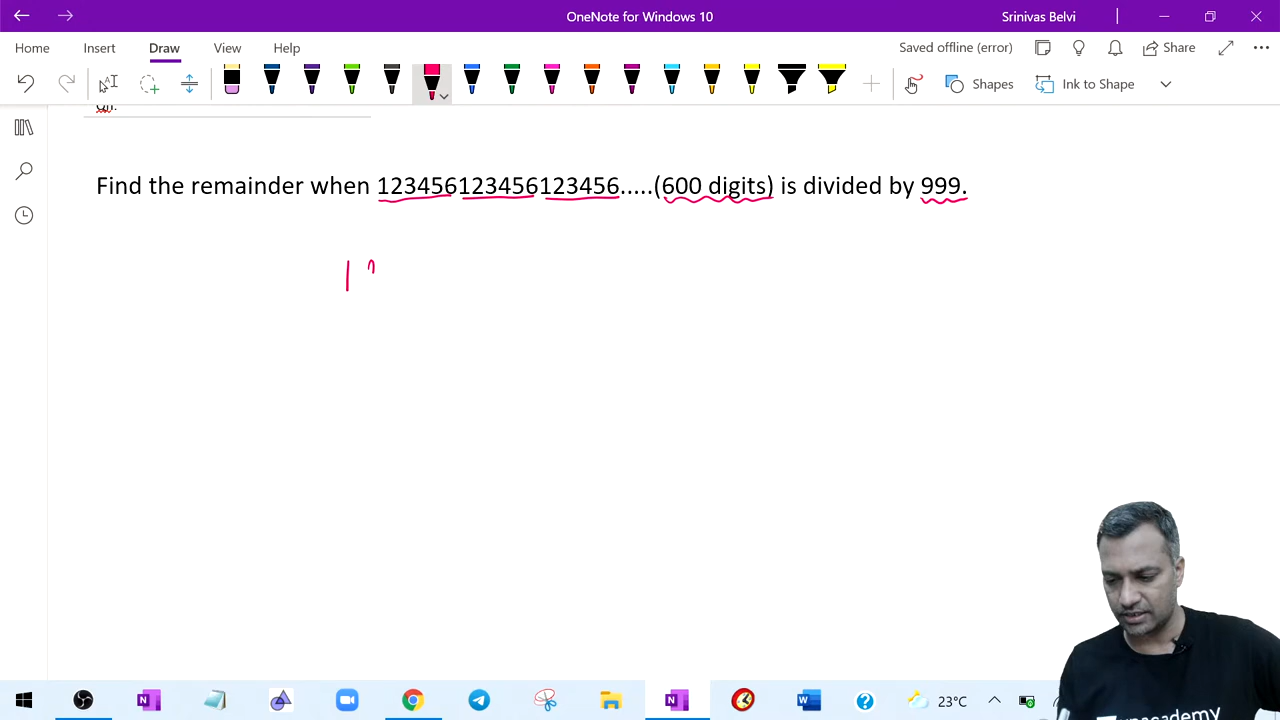 OneNote for Windows 10
Srinivas Belvi
Home Insert Draw View Help
Saved offline (error)
Share
Shapes
Ink to Shape
Find the remainder when 123456123456123456.....(600 digits) is divided by 999.
1
23°C